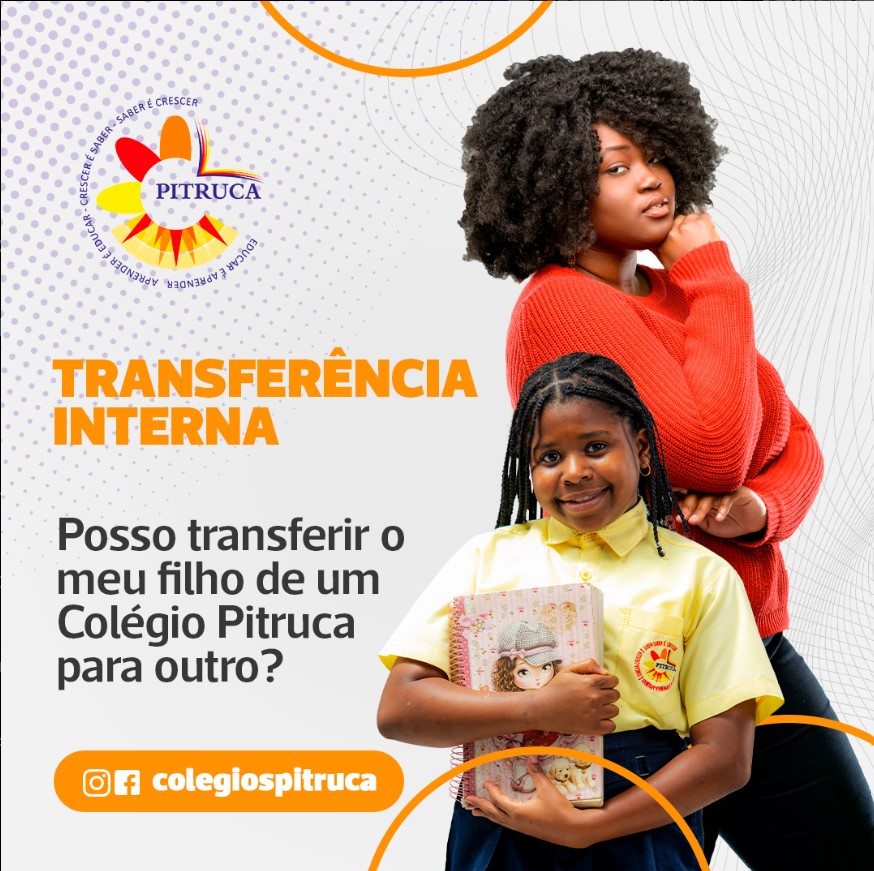 APRENDER É EDUCAR - CRESCER É SABER - SABER É CRESCER
EDUCAR É APRENDER
PITRUCA
TRANSFERÊNCIA
INTERNA
Posso transferir o
meu filho de um
Colégio Pitruca
para outro?
colegiospitruca
PITRUCA